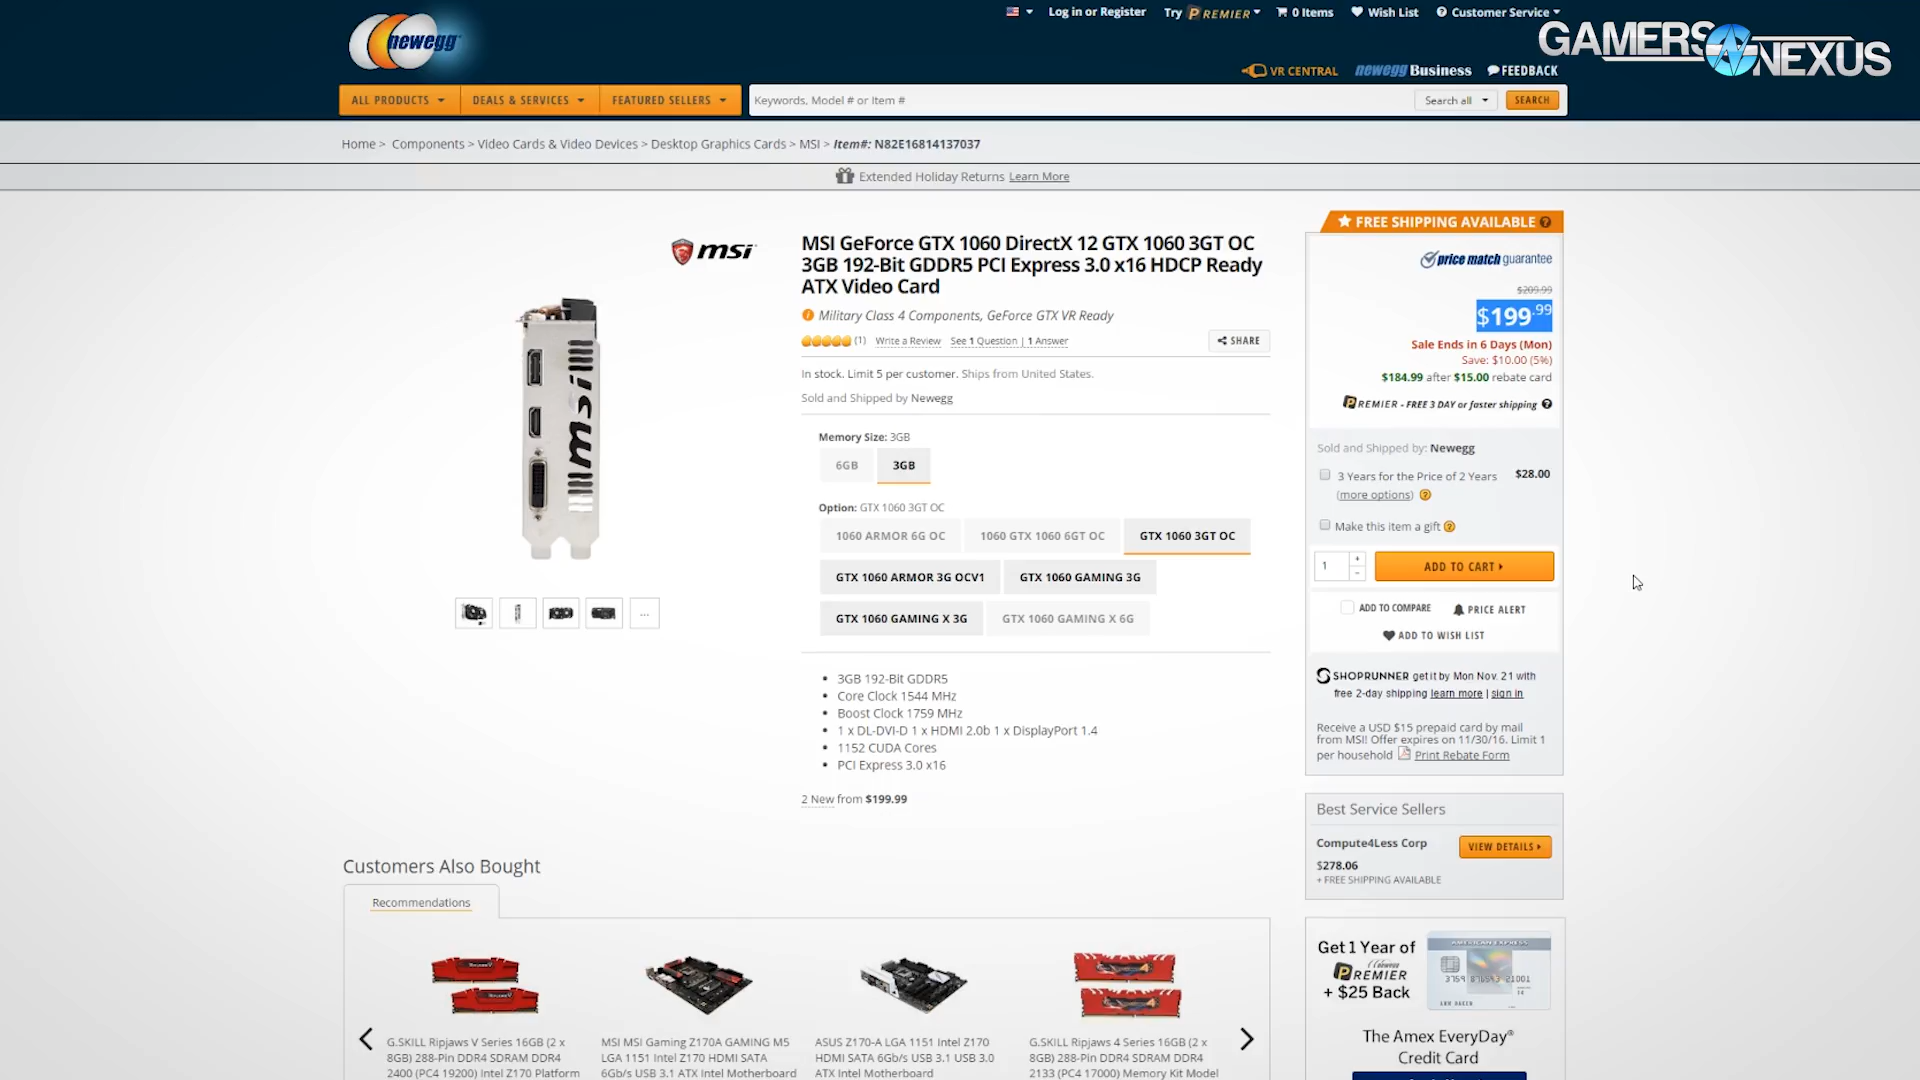 Log in or Register
Try PREMIER
0 Items
Wish List
Customer Service
GAMERS NEXUS
newegg
VR CENTRAL
newegg Business
FEEDBACK
ALL PRODUCTS
DEALS & SERVICES
FEATURED SELLERS
Keywords, Model # or Item #
Search all
SEARCH
Home > Components > Video Cards & Video Devices > Desktop Graphics Cards > MSI > Item#: N82E16814137037
Extended Holiday Returns Learn More
msi
MSI GeForce GTX 1060 DirectX 12 GTX 1060 3GT OC
3GB 192-Bit GDDR5 PCI Express 3.0 x16 HDCP Ready
ATX Video Card
Military Class 4 Components, GeForce GTX VR Ready
(1) Write a Review See 1 Question | 1 Answer
SHARE
In stock. Limit 5 per customer. Ships from United States.
Sold and Shipped by Newegg
Memory Size: 3GB
6GB
3GB
Option: GTX 1060 3GT OC
1060 ARMOR 6G OC
1060 GTX 1060 6GT OC
GTX 1060 3GT OC
GTX 1060 ARMOR 3G OCV1
GTX 1060 GAMING 3G
GTX 1060 GAMING X 3G
GTX 1060 GAMING X 6G
3GB 192-Bit GDDR5
Core Clock 1544 MHz
Boost Clock 1759 MHz
1 x DL-DVI-D 1 x HDMI 2.0b 1 x DisplayPort 1.4
1152 CUDA Cores
PCI Express 3.0 x16
2 New from $199.99
msi
...
FREE SHIPPING AVAILABLE
price match guarantee
$209.99
$199.99
Sale Ends in 6 Days (Mon)
Save: $10.00 (5%)
$184.99 after $15.00 rebate card
PREMIER - FREE 3 DAY or faster shipping
Sold and Shipped by: Newegg
3 Years for the Price of 2 Years $28.00
(more options)
Make this item a gift
1
+
-
ADD TO CART
ADD TO COMPARE
PRICE ALERT
ADD TO WISH LIST
SHOPRUNNER get it by Mon Nov. 21 with
free 2-day shipping learn more | sign in
Receive a USD $15 prepaid card by mail
from MSI! Offer expires on 11/30/16. Limit 1
per household Print Rebate Form
Best Service Sellers
Compute4Less Corp
VIEW DETAILS
$278.06
+ FREE SHIPPING AVAILABLE
Get 1 Year of
newegg
PREMIER
+ $25 Back
AMERICAN EXPRESS
The Amex EveryDay®
Credit Card
Customers Also Bought
Recommendations
G.SKILL Ripjaws V Series 16GB (2 x
8GB) 288-Pin DDR4 SDRAM DDR4
2400 (PC4 19200) Intel Z170 Platform
MSI MSI Gaming Z170A GAMING M5
LGA 1151 Intel Z170 HDMI SATA
6Gb/s USB 3.1 ATX Intel Motherboard
ASUS Z170-A LGA 1151 Intel Z170
HDMI SATA 6Gb/s USB 3.1 USB 3.0
ATX Intel Motherboard
G.SKILL Ripjaws 4 Series 16GB (2 x
8GB) 288-Pin DDR4 SDRAM DDR4
2133 (PC4 17000) Memory Kit Model